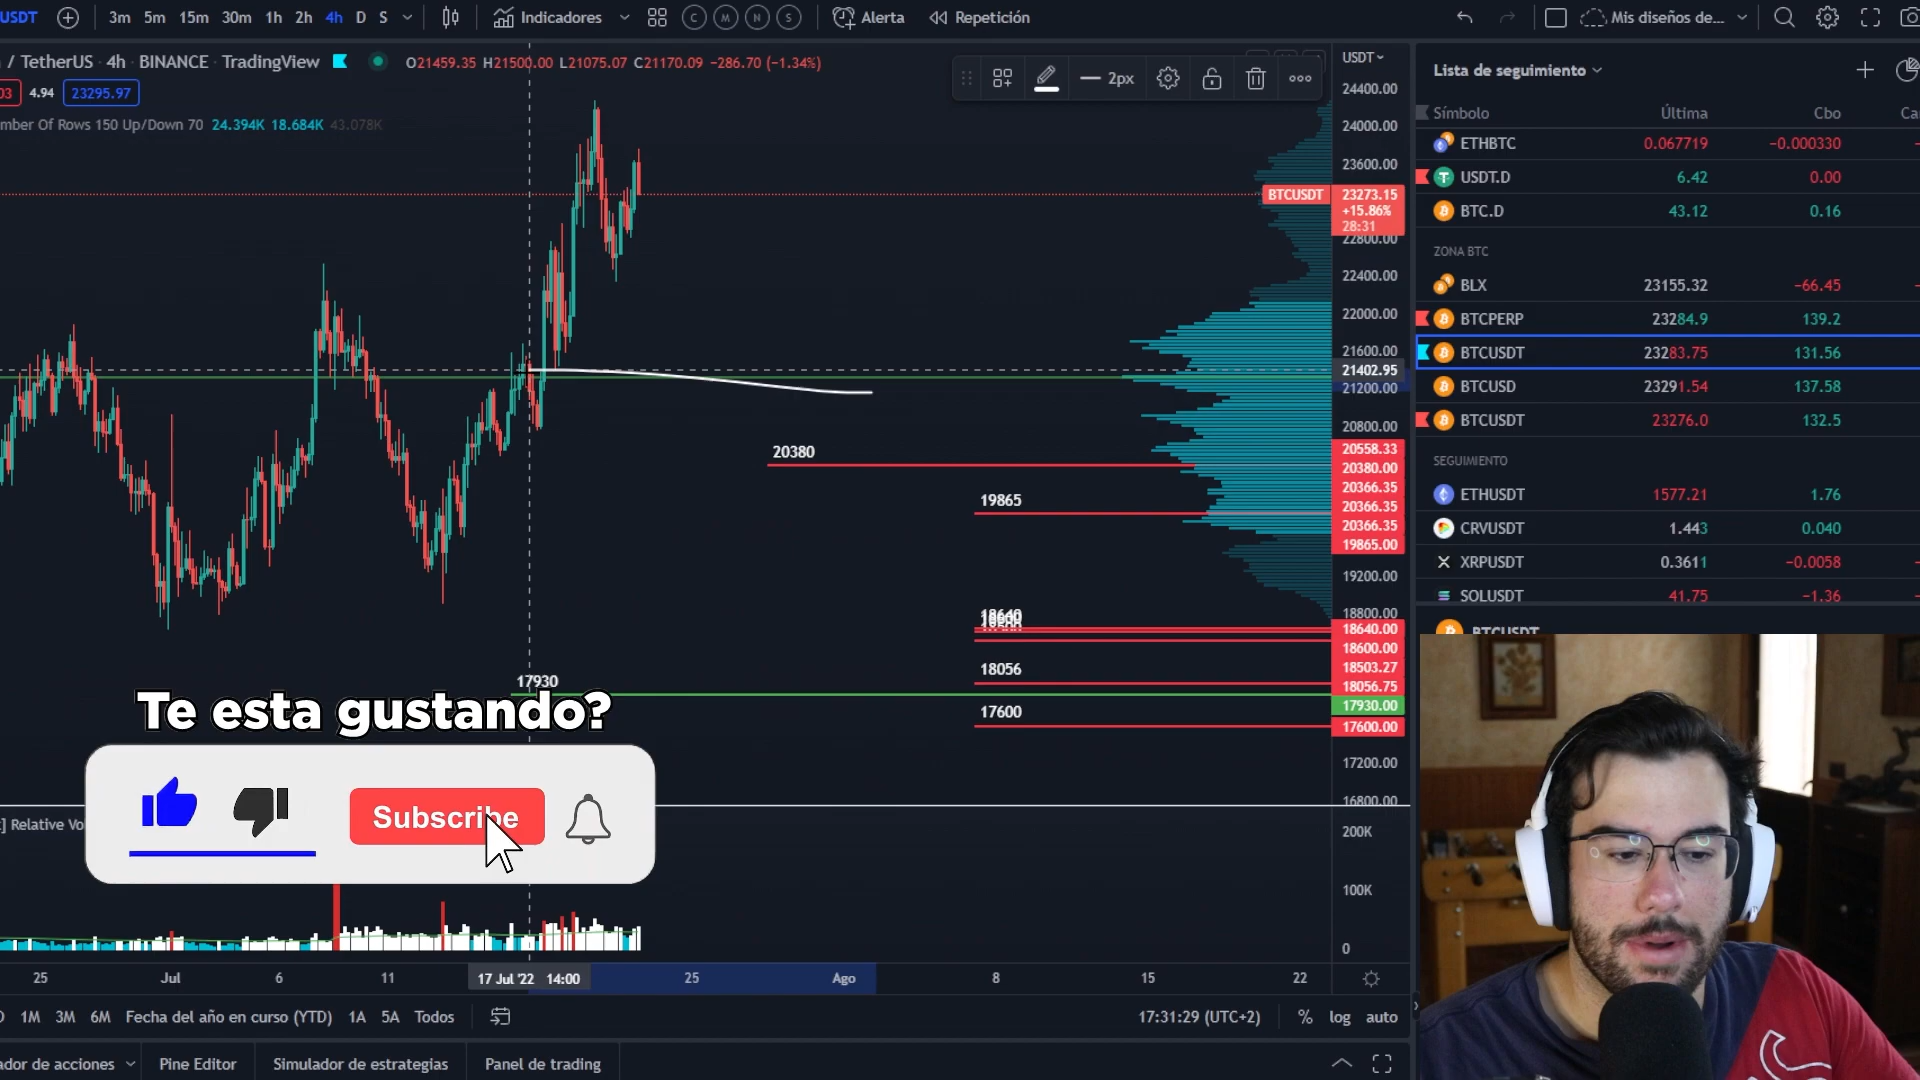 USDT 3m 5m 15m 30m 1h 2h 4h D S Indicadores C M N S Alerta Repetición Mis diseños de...
/ TetherUS · 4h · BINANCE · TradingView O21459.35 H21500.00 L21075.07 C21170.09 −286.70 (−1.34%)
03 4.94 23295.97
mber Of Rows 150 Up/Down 70 24.394K 18.684K 43.078K
2px
USDT
24400.00
24000.00
23600.00
BTCUSDT 23273.15
+15.86%
28:31
22800.00
22400.00
22000.00
21600.00
21402.95
21200.00
20800.00
20558.33
20380.00
20366.35
20366.35
20366.35
19865.00
19200.00
18800.00
18640.00
18600.00
18503.27
18056.75
17930.00
17600.00
17200.00
16800.00
20380
19865
18640
18056
17930
17600
Te esta gustando?
Subscribe
] Relative Vo
200K
100K
0
25 Jul 6 11 17 Jul '22 14:00 25 Ago 8 15 22
1M 3M 6M Fecha del año en curso (YTD) 1A 5A Todos 17:31:29 (UTC+2) % log auto
ador de acciones Pine Editor Simulador de estrategias Panel de trading
Lista de seguimiento
Símbolo Última Cbo Ca
ETHBTC 0.067719 −0.000330
USDT.D 6.42 0.00
BTC.D 43.12 0.16
ZONA BTC
BLX 23155.32 −66.45
BTCPERP 23284.9 139.2
BTCUSDT 23283.75 131.56
BTCUSD 23291.54 137.58
BTCUSDT 23276.0 132.5
SEGUIMIENTO
ETHUSDT 1577.21 1.76
CRVUSDT 1.443 0.040
XRPUSDT 0.3611 −0.0058
SOLUSDT 41.75 −1.36
BTCUSDT